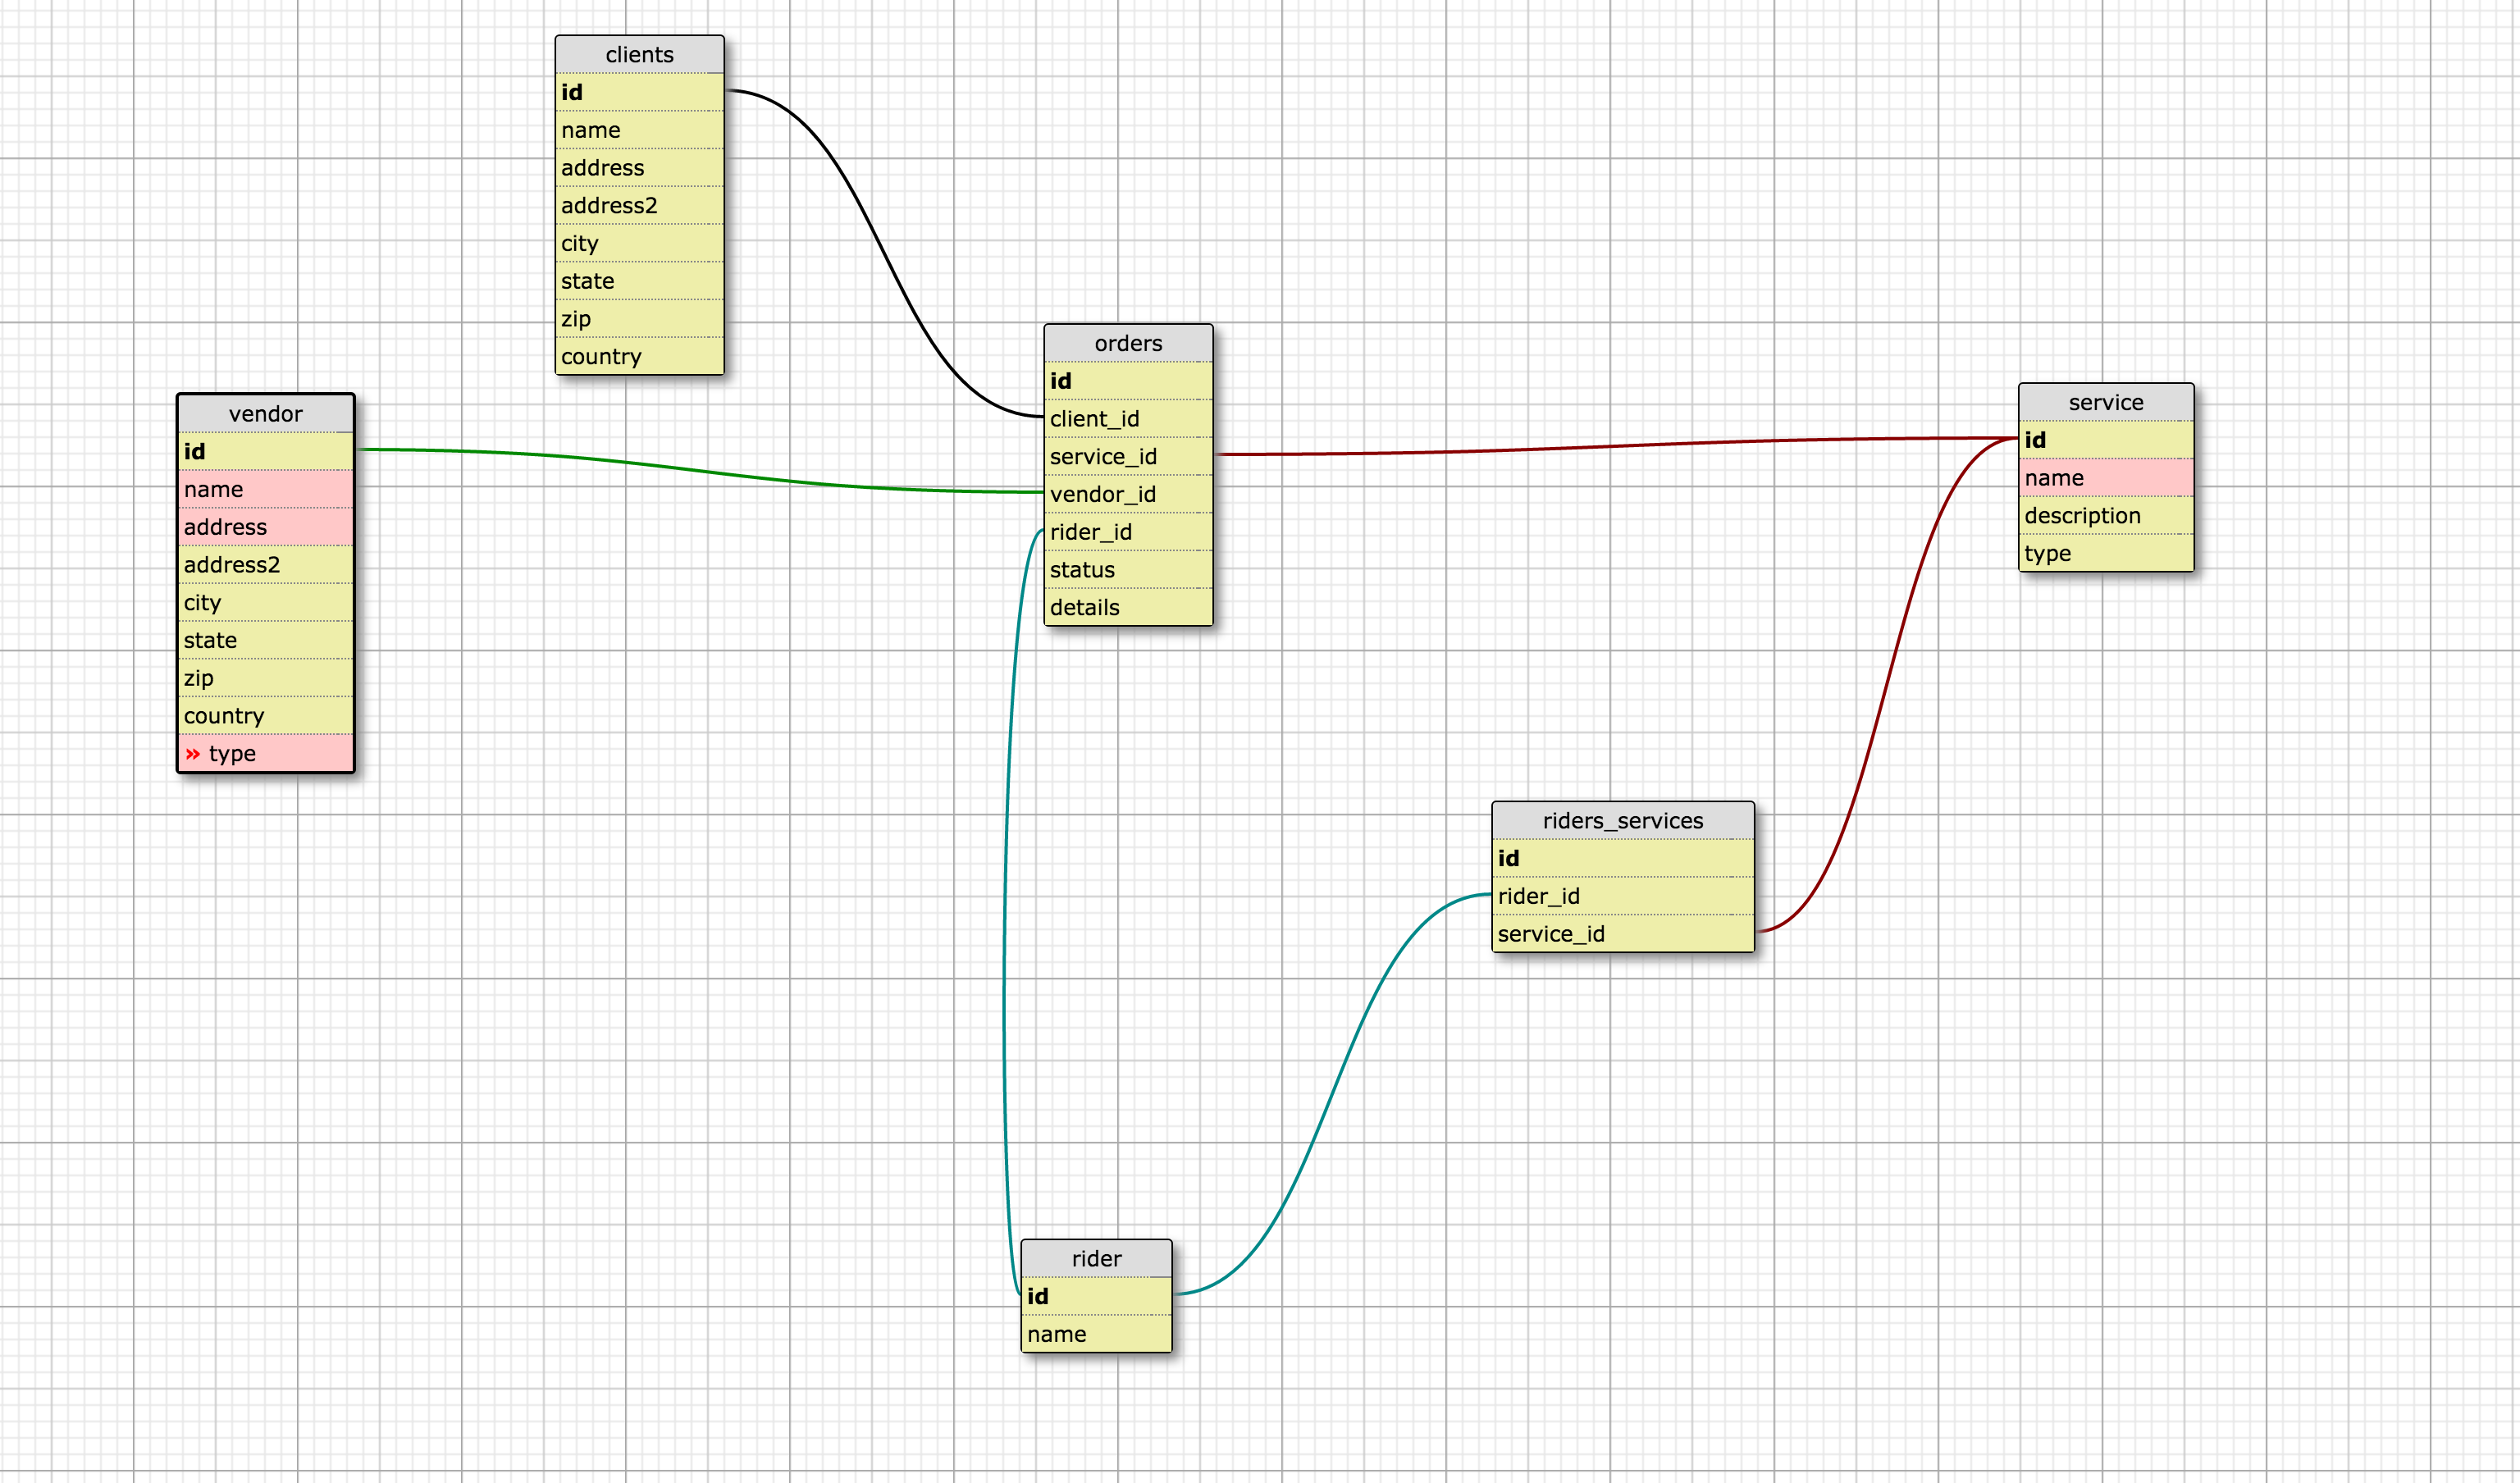 clients
id
name
address
address2
city
state
zip
country
vendor
id
name
address
address2
city
state
zip
country
» type
orders
id
client_id
service_id
vendor_id
rider_id
status
details
service
id
name
description
type
riders_services
id
rider_id
service_id
rider
id
name